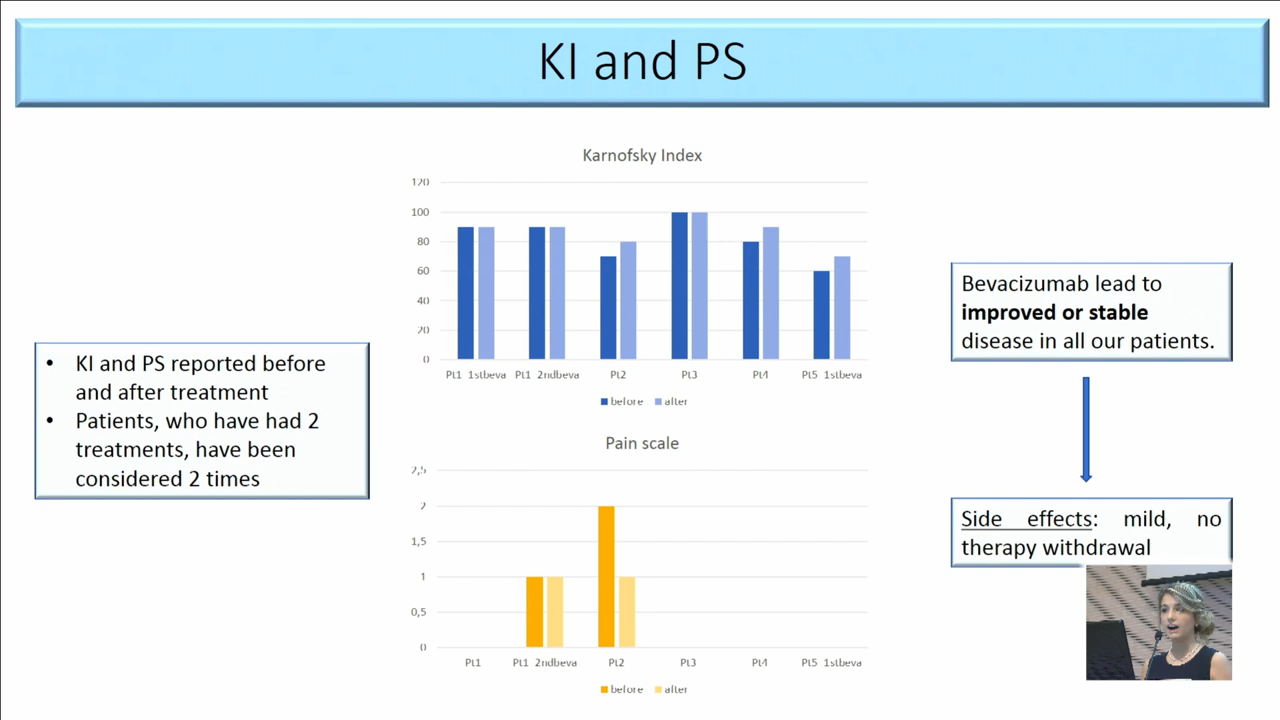 KI and PS
• KI and PS reported before
and after treatment
• Patients, who have had 2
treatments, have been
considered 2 times
Karnofsky Index
120
100
80
60
40
20
0
Pt1 1stbeva Pt1 2ndbeva Pt2 Pt3 Pt4 Pt5 1stbeva
before after
Pain scale
2,5
2
1,5
1
0,5
0
Pt1 Pt1 2ndbeva Pt2 Pt3 Pt4 Pt5 1stbeva
before after
Bevacizumab lead to
improved or stable
disease in all our patients.
Side effects: mild, no
therapy withdrawal